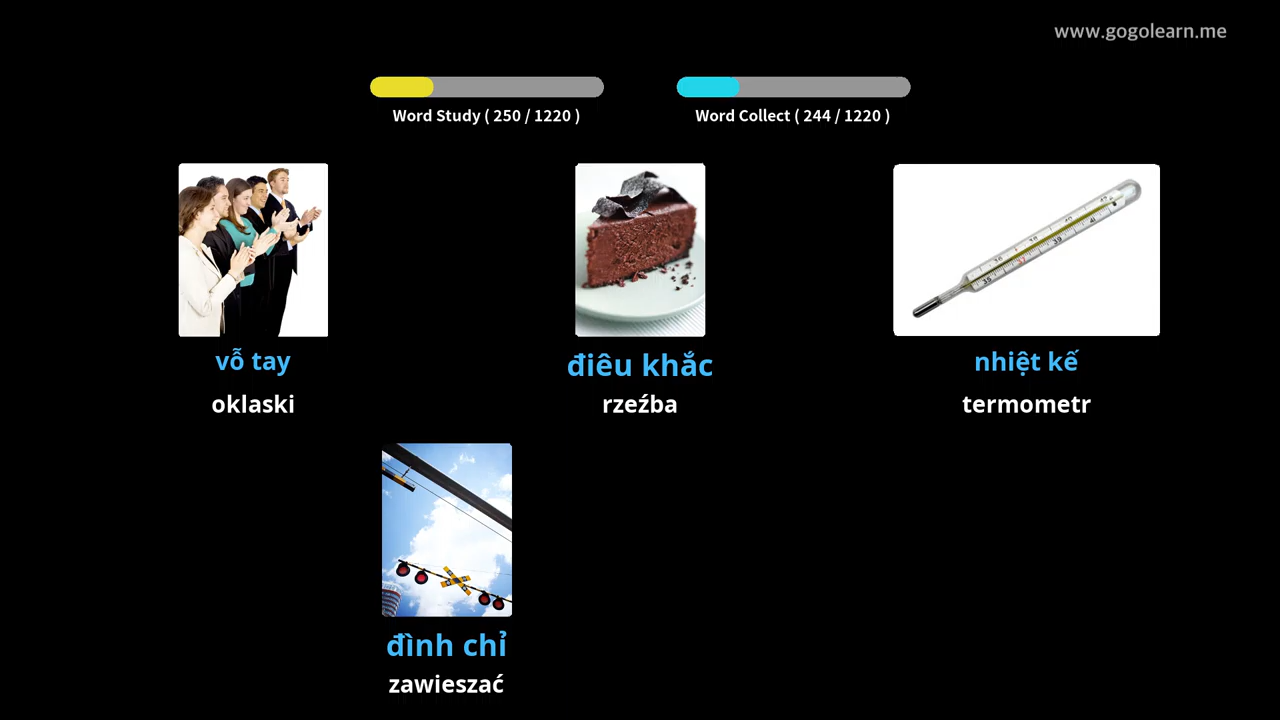 www.gogolearn.me
Word Study ( 250 / 1220 )
Word Collect ( 244 / 1220 )
vỗ tay
oklaski
điêu khắc
rzeźba
nhiệt kế
termometr
đình chỉ
zawieszać